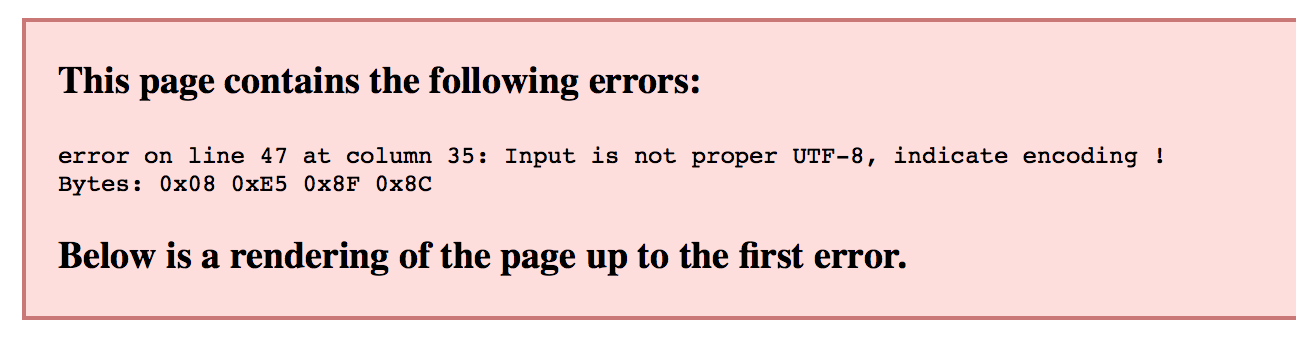 This page contains the following errors:
error on line 47 at column 35: Input is not proper UTF-8, indicate encoding !
Bytes: 0x08 0xE5 0x8F 0x8C
Below is a rendering of the page up to the first error.